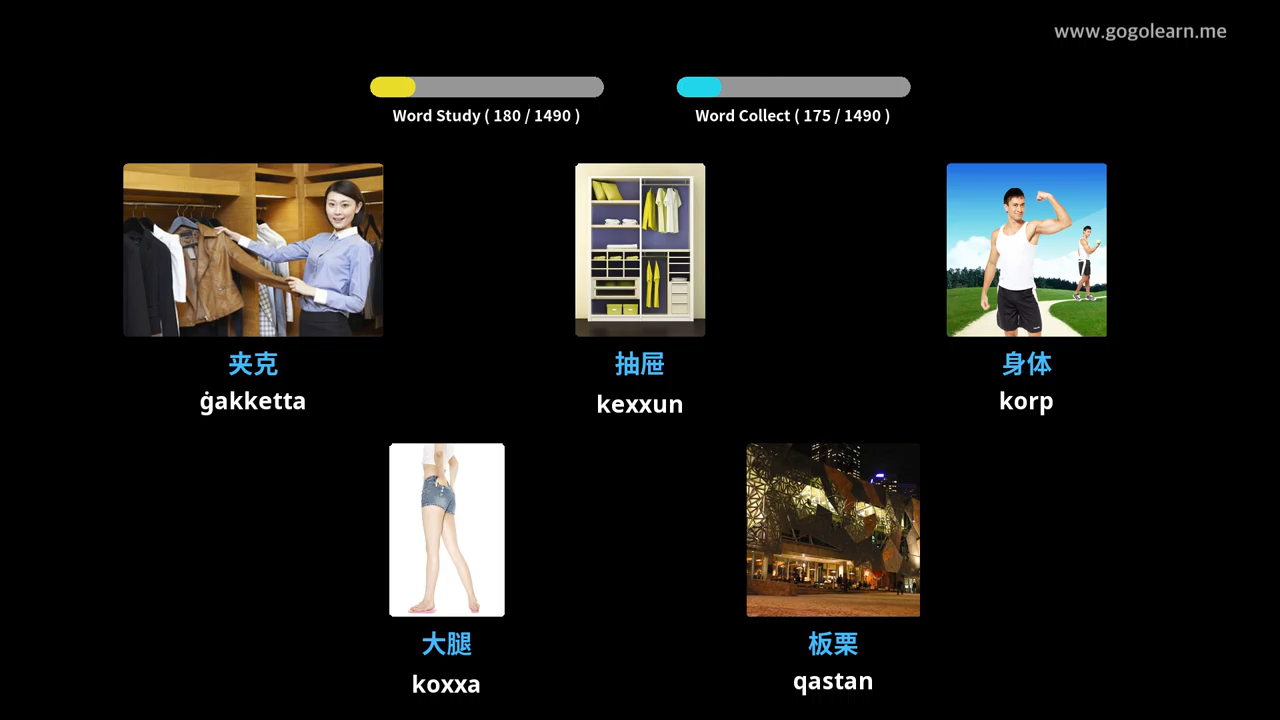 www.gogolearn.me
Word Study ( 180 / 1490 )
Word Collect ( 175 / 1490 )
夹克
ġakketta
抽屉
kexxun
身体
korp
大腿
koxxa
板栗
qastan